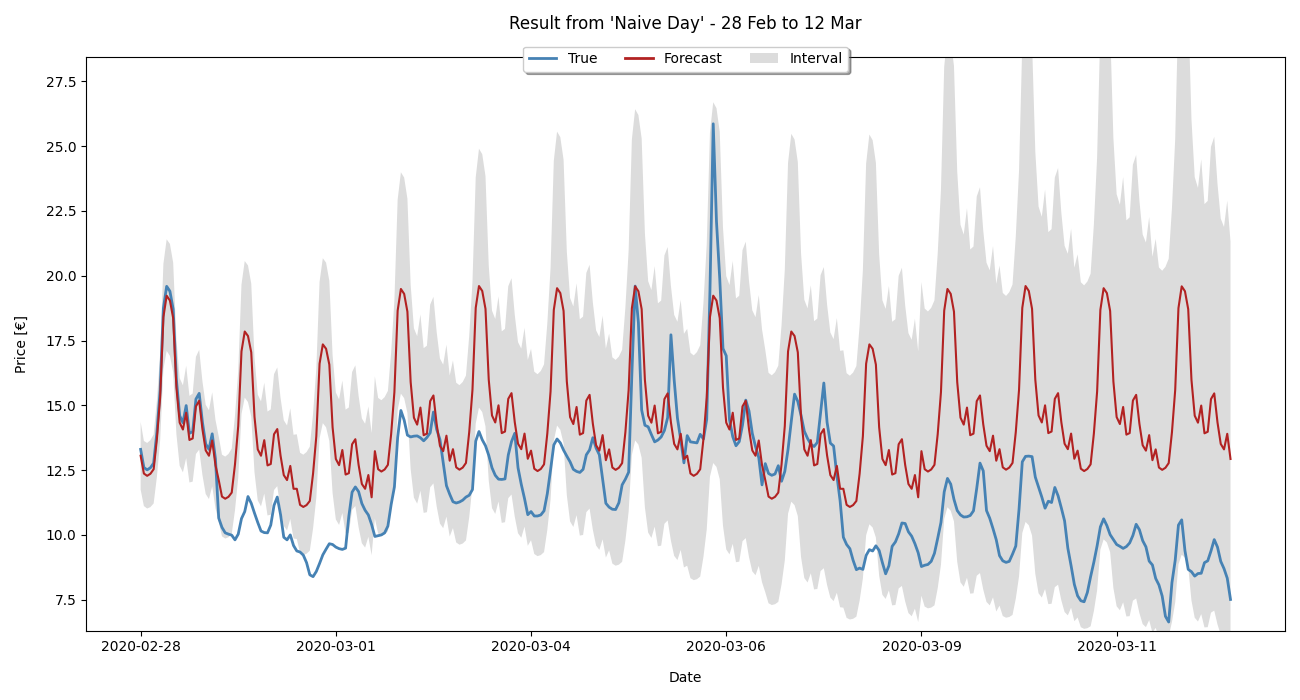 Result from 'Naive Day' - 28 Feb to 12 Mar
True Forecast Interval
27.5
25.0
22.5
20.0
17.5
15.0
12.5
10.0
7.5
Price [€]
2020-02-28 2020-03-01 2020-03-04 2020-03-06 2020-03-09 2020-03-11
Date